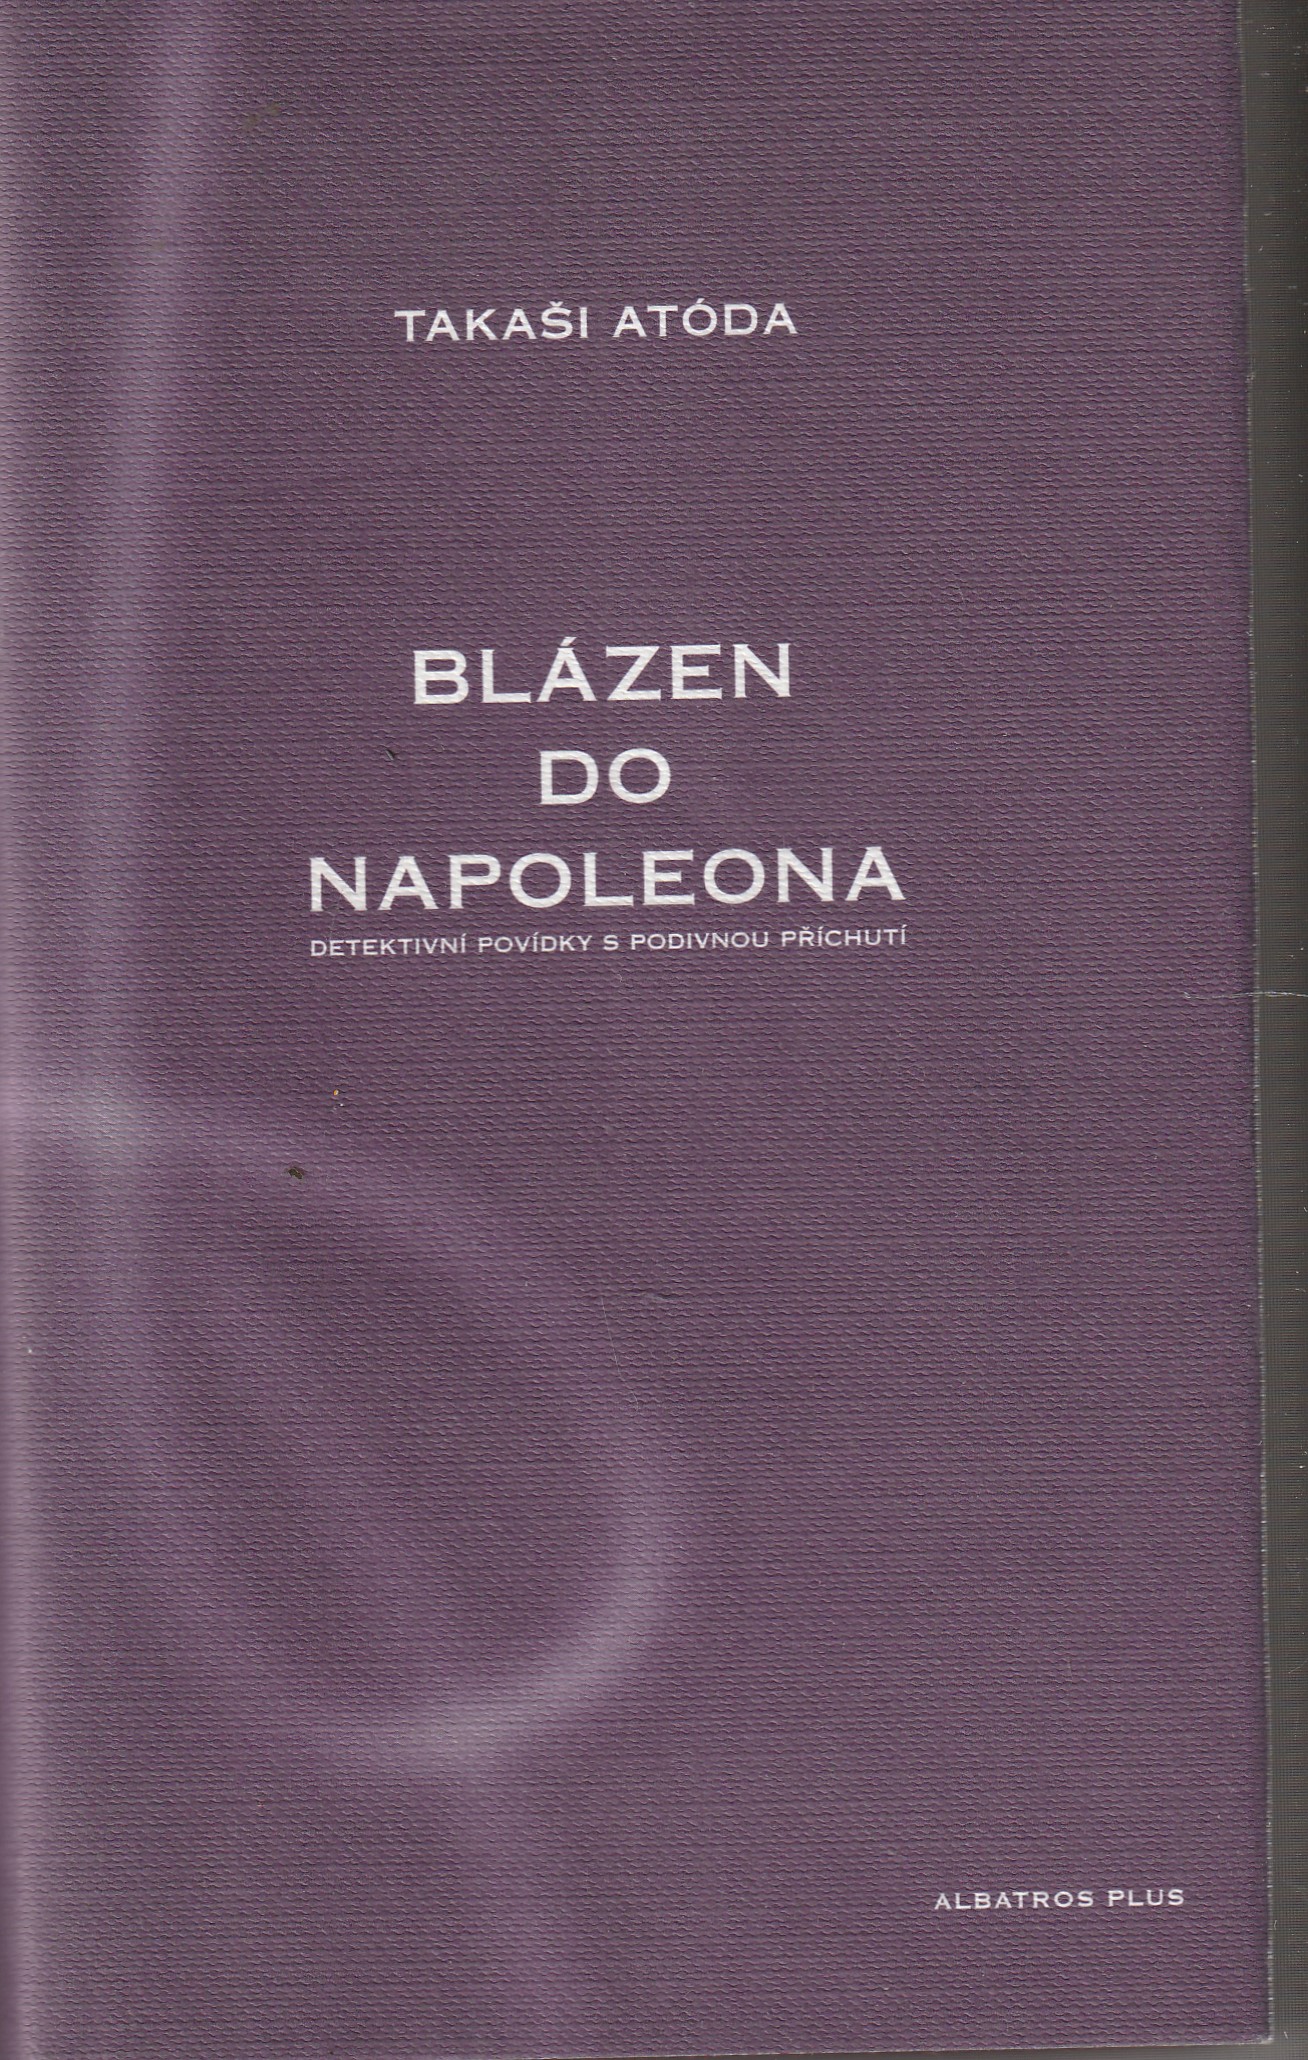 TAKAŠI ATÓDA
BLÁZEN
DO
NAPOLEONA
DETEKTIVNÍ POVÍDKY S PODIVNOU PŘÍCHUTÍ
ALBATROS PLUS